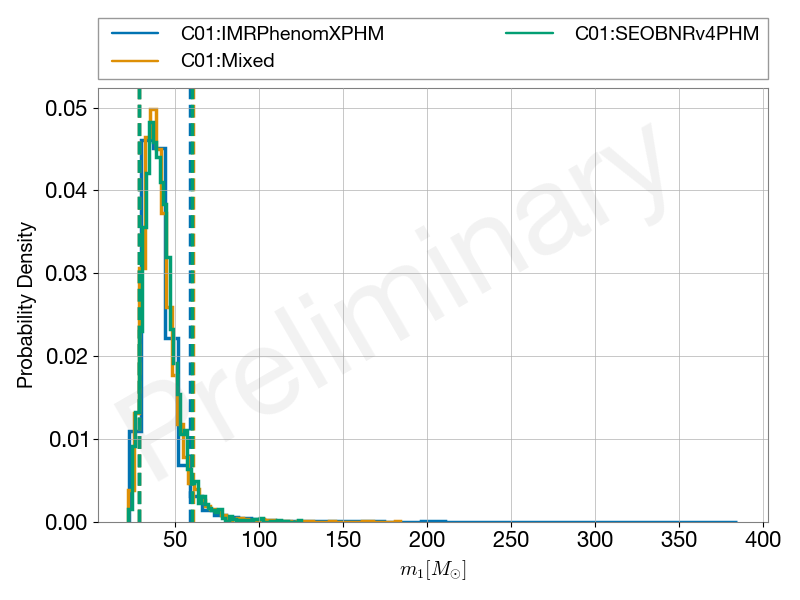 C01:IMRPhenomXPHM
C01:Mixed
C01:SEOBNRv4PHM
Preliminary
Probability Density
0.05
0.04
0.03
0.02
0.01
0.00
50 100 150 200 250 300 350 400
m₁[M⊙]